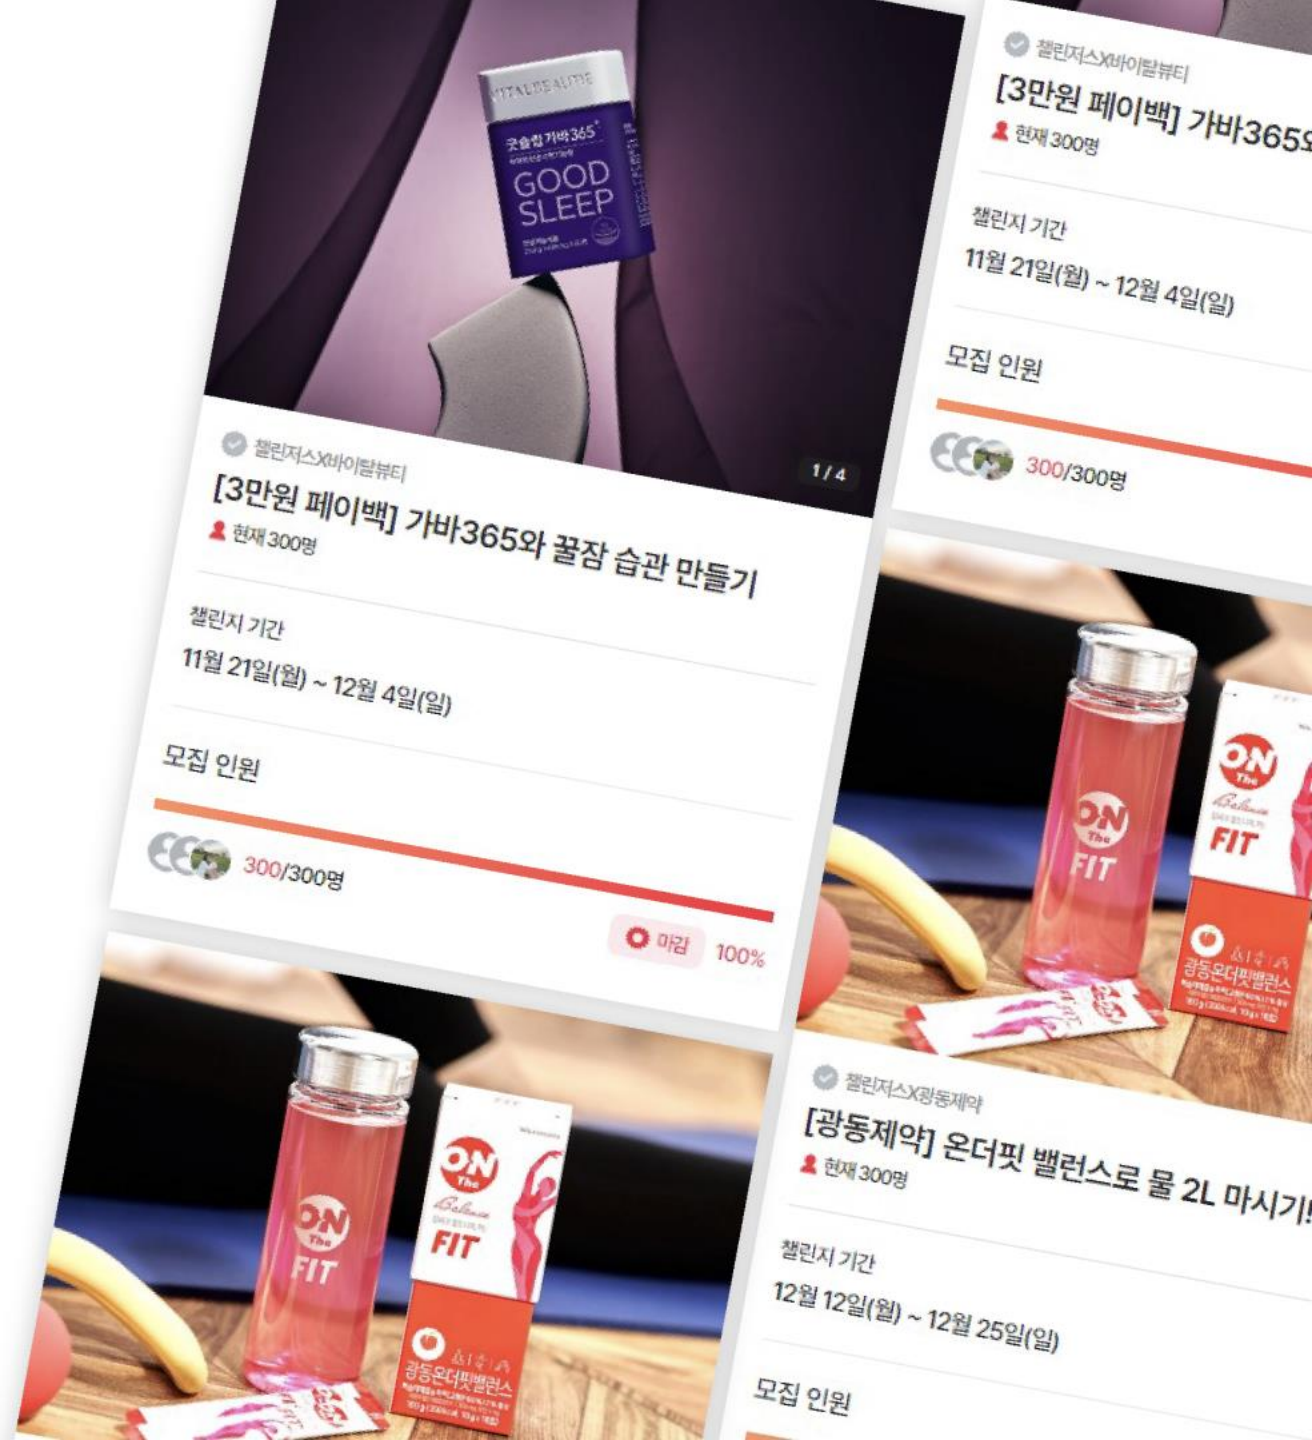 VITALBEAUTIE
굿슬립가바365
GOOD
SLEEP
1 / 4
챌린저스X바이탈뷰티
[3만원 페이백] 가바365와 꿀잠 습관 만들기
현재 300명
챌린지 기간
11월 21일(월) ~ 12월 4일(일)
모집 인원
300/300명
마감 100%
ON
The
FIT
ON
The
Balance
FIT
광동온더핏밸런스
챌린저스X바이탈뷰티
[3만원 페이백] 가바365와
현재 300명
챌린지 기간
11월 21일(월) ~ 12월 4일(일)
모집 인원
300/300명
ON
The
FIT
ON
The
Balance
FIT
광동온더핏밸런스
챌린저스X광동제약
[광동제약] 온더핏 밸런스로 물 2L 마시기!
현재 300명
챌린지 기간
12월 12일(월) ~ 12월 25일(일)
모집 인원